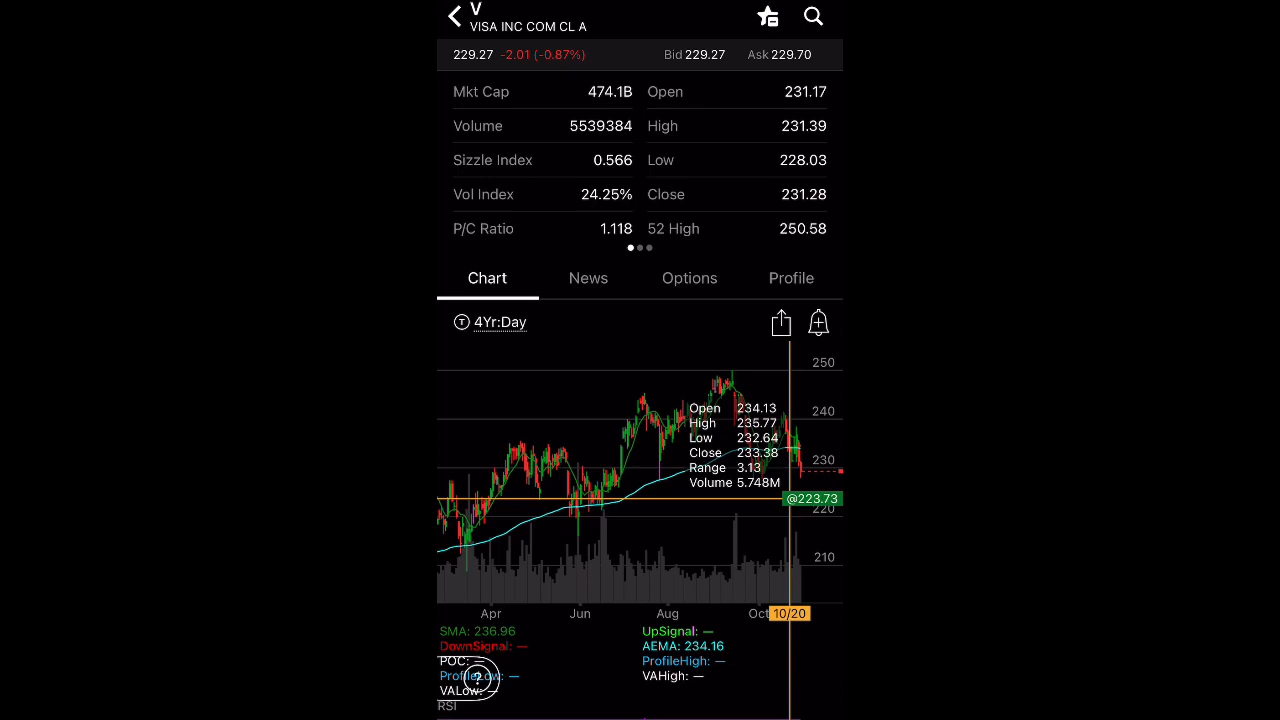 V
VISA INC COM CL A
229.27 -2.01 (-0.87%) Bid 229.27 Ask 229.70
Mkt Cap 474.1B Open 231.17
Volume 5539384 High 231.39
Sizzle Index 0.566 Low 228.03
Vol Index 24.25% Close 231.28
P/C Ratio 1.118 52 High 250.58
Chart News Options Profile
T 4Yr:Day
250
240
Open 234.13
High 235.77
Low 232.64
Close 233.38
230
Range 3.13
Volume 5.748M
@223.73
220
210
Apr Jun Aug Oct 10/20
SMA: 236.96 UpSignal: —
DownSignal: — AEMA: 234.16
POC: — ProfileHigh: —
ProfileLow: — VAHigh: —
?
VALow: —
RSI